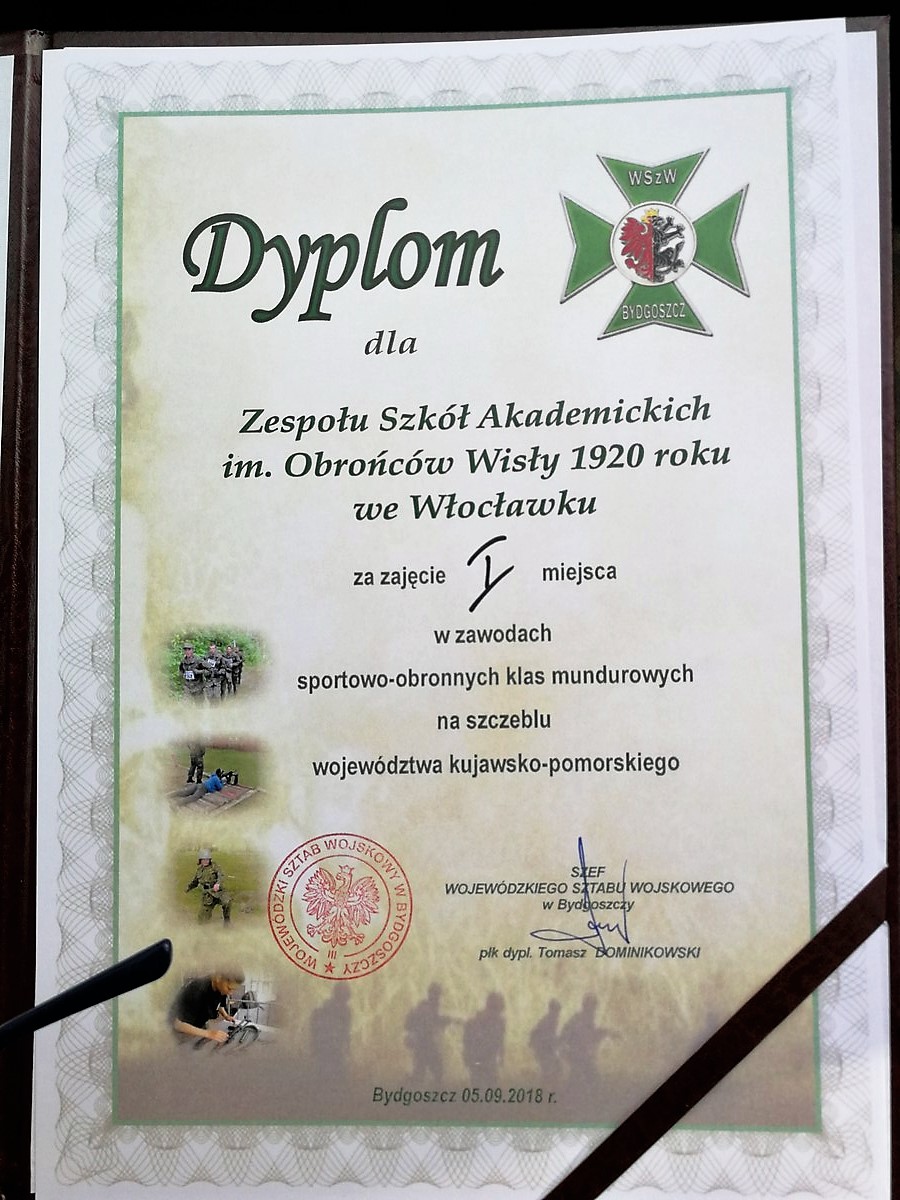 WSzW
BYDGOSZCZ
Dyplom
dla
Zespołu Szkół Akademickich
im. Obrońców Wisły 1920 roku
we Włocławku
za zajęcie I miejsca
w zawodach
sportowo-obronnych klas mundurowych
na szczeblu
województwa kujawsko-pomorskiego
WOJEWÓDZKI SZTAB WOJSKOWY W BYDGOSZCZY
III
SZEF
WOJEWÓDZKIEGO SZTABU WOJSKOWEGO
w Bydgoszczy
płk dypl. Tomasz DOMINIKOWSKI
Bydgoszcz 05.09.2018 r.